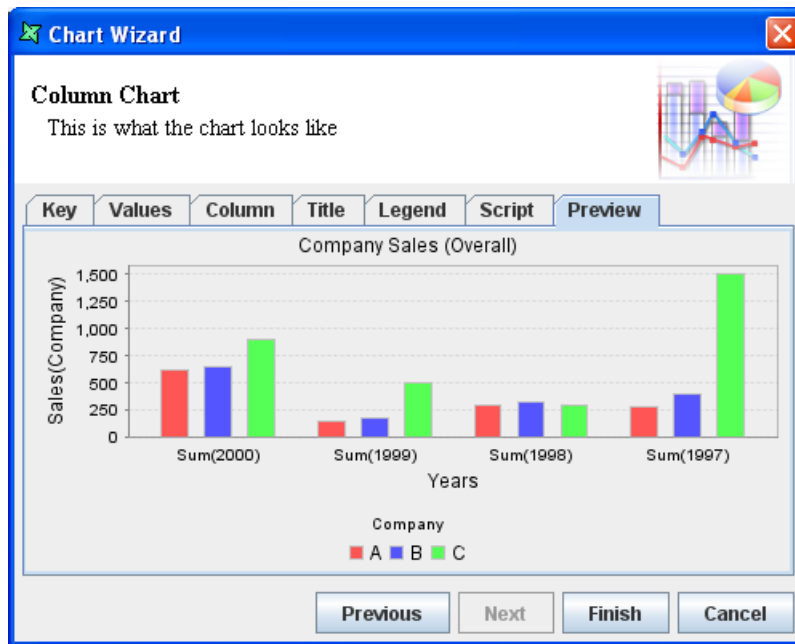 Chart Wizard
Column Chart
This is what the chart looks like
Key Values Column Title Legend Script Preview
Company Sales (Overall)
Sales(Company)
1,500
1,250
1,000
750
500
250
0
Sum(2000) Sum(1999) Sum(1998) Sum(1997)
Years
Company
A B C
Previous Next Finish Cancel